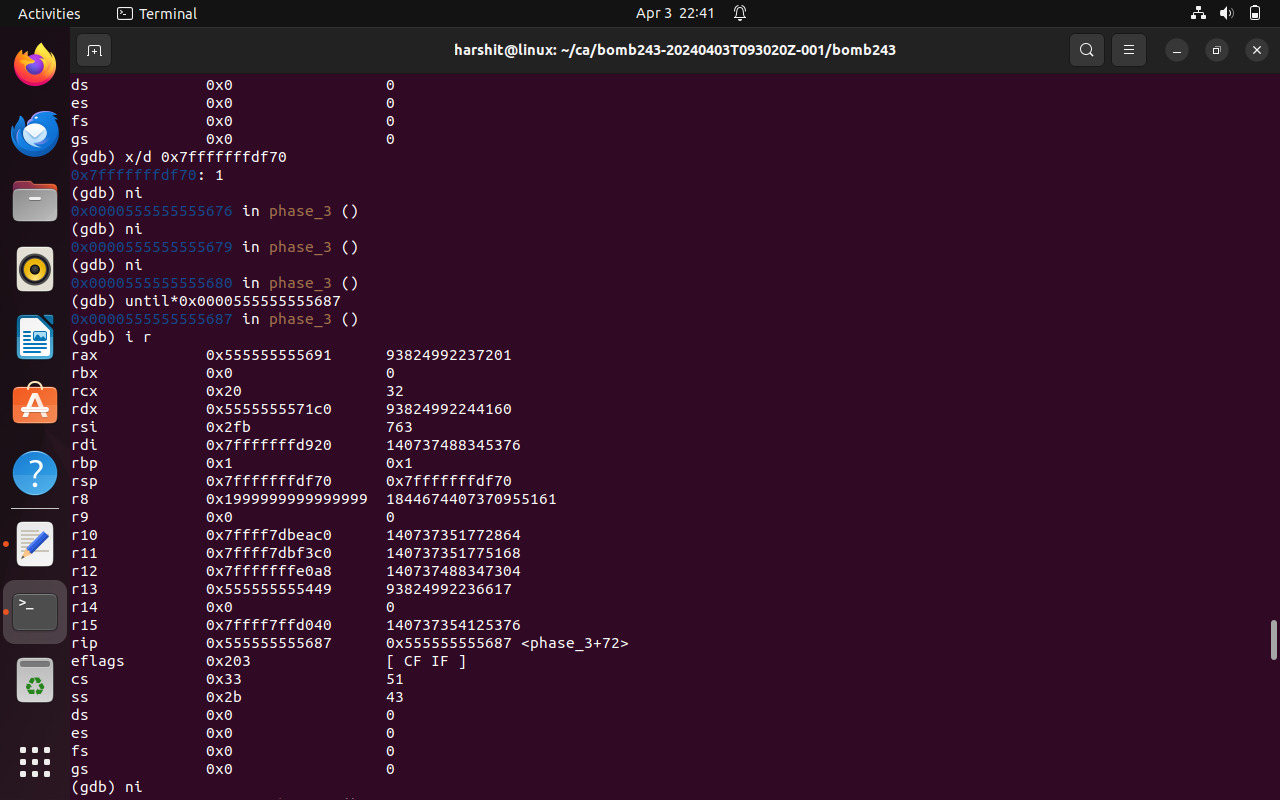 Activities Terminal Apr 3 22:41
harshit@linux: ~/ca/bomb243-20240403T093020Z-001/bomb243
ds 0x0 0
es 0x0 0
fs 0x0 0
gs 0x0 0
(gdb) x/d 0x7fffffffdf70
0x7fffffffdf70: 1
(gdb) ni
0x0000555555555676 in phase_3 ()
(gdb) ni
0x0000555555555679 in phase_3 ()
(gdb) ni
0x0000555555555680 in phase_3 ()
(gdb) until*0x0000555555555687
0x0000555555555687 in phase_3 ()
(gdb) i r
rax 0x555555555691 93824992237201
rbx 0x0 0
rcx 0x20 32
rdx 0x5555555571c0 93824992244160
rsi 0x2fb 763
rdi 0x7fffffffd920 140737488345376
rbp 0x1 0x1
rsp 0x7fffffffdf70 0x7fffffffdf70
r8 0x1999999999999999 1844674407370955161
r9 0x0 0
r10 0x7ffff7dbeac0 140737351772864
r11 0x7ffff7dbf3c0 140737351775168
r12 0x7fffffffe0a8 140737488347304
r13 0x555555555449 93824992236617
r14 0x0 0
r15 0x7ffff7ffd040 140737354125376
rip 0x555555555687 0x555555555687 <phase_3+72>
eflags 0x203 [ CF IF ]
cs 0x33 51
ss 0x2b 43
ds 0x0 0
es 0x0 0
fs 0x0 0
gs 0x0 0
(gdb) ni